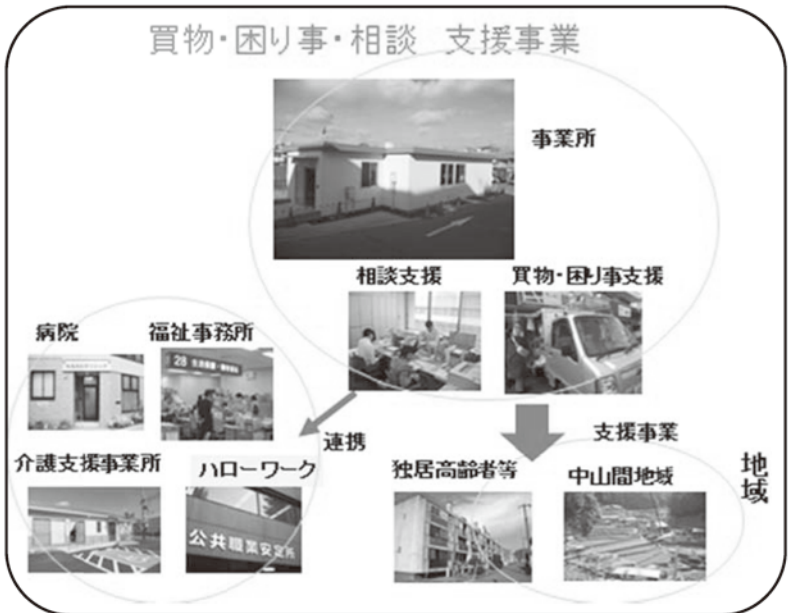 買物・困り事・相談 支援事業
事業所
相談支援
買物・困り事支援
病院
福祉事務所
連携
支援事業
介護支援事業所
ハローワーク
独居高齢者等
中山間地域
地域
28
公共職業安定所